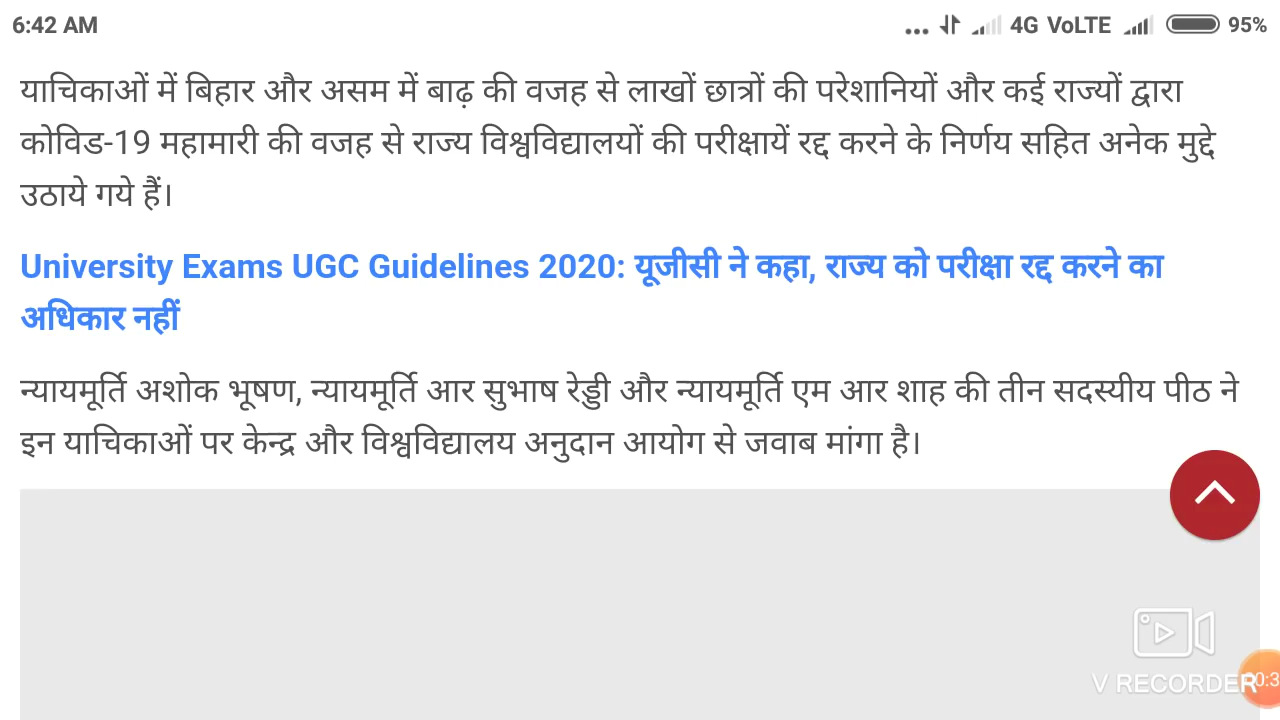 6:42 AM ... 4G VoLTE 95%
याचिकाओं में बिहार और असम में बाढ़ की वजह से लाखों छात्रों की परेशानियों और कई राज्यों द्वारा
कोविड-19 महामारी की वजह से राज्य विश्वविद्यालयों की परीक्षायें रद्द करने के निर्णय सहित अनेक मुद्दे
उठाये गये हैं।
University Exams UGC Guidelines 2020: यूजीसी ने कहा, राज्य को परीक्षा रद्द करने का
अधिकार नहीं
न्यायमूर्ति अशोक भूषण, न्यायमूर्ति आर सुभाष रेड्डी और न्यायमूर्ति एम आर शाह की तीन सदस्यीय पीठ ने
इन याचिकाओं पर केन्द्र और विश्वविद्यालय अनुदान आयोग से जवाब मांगा है।
V RECORDER